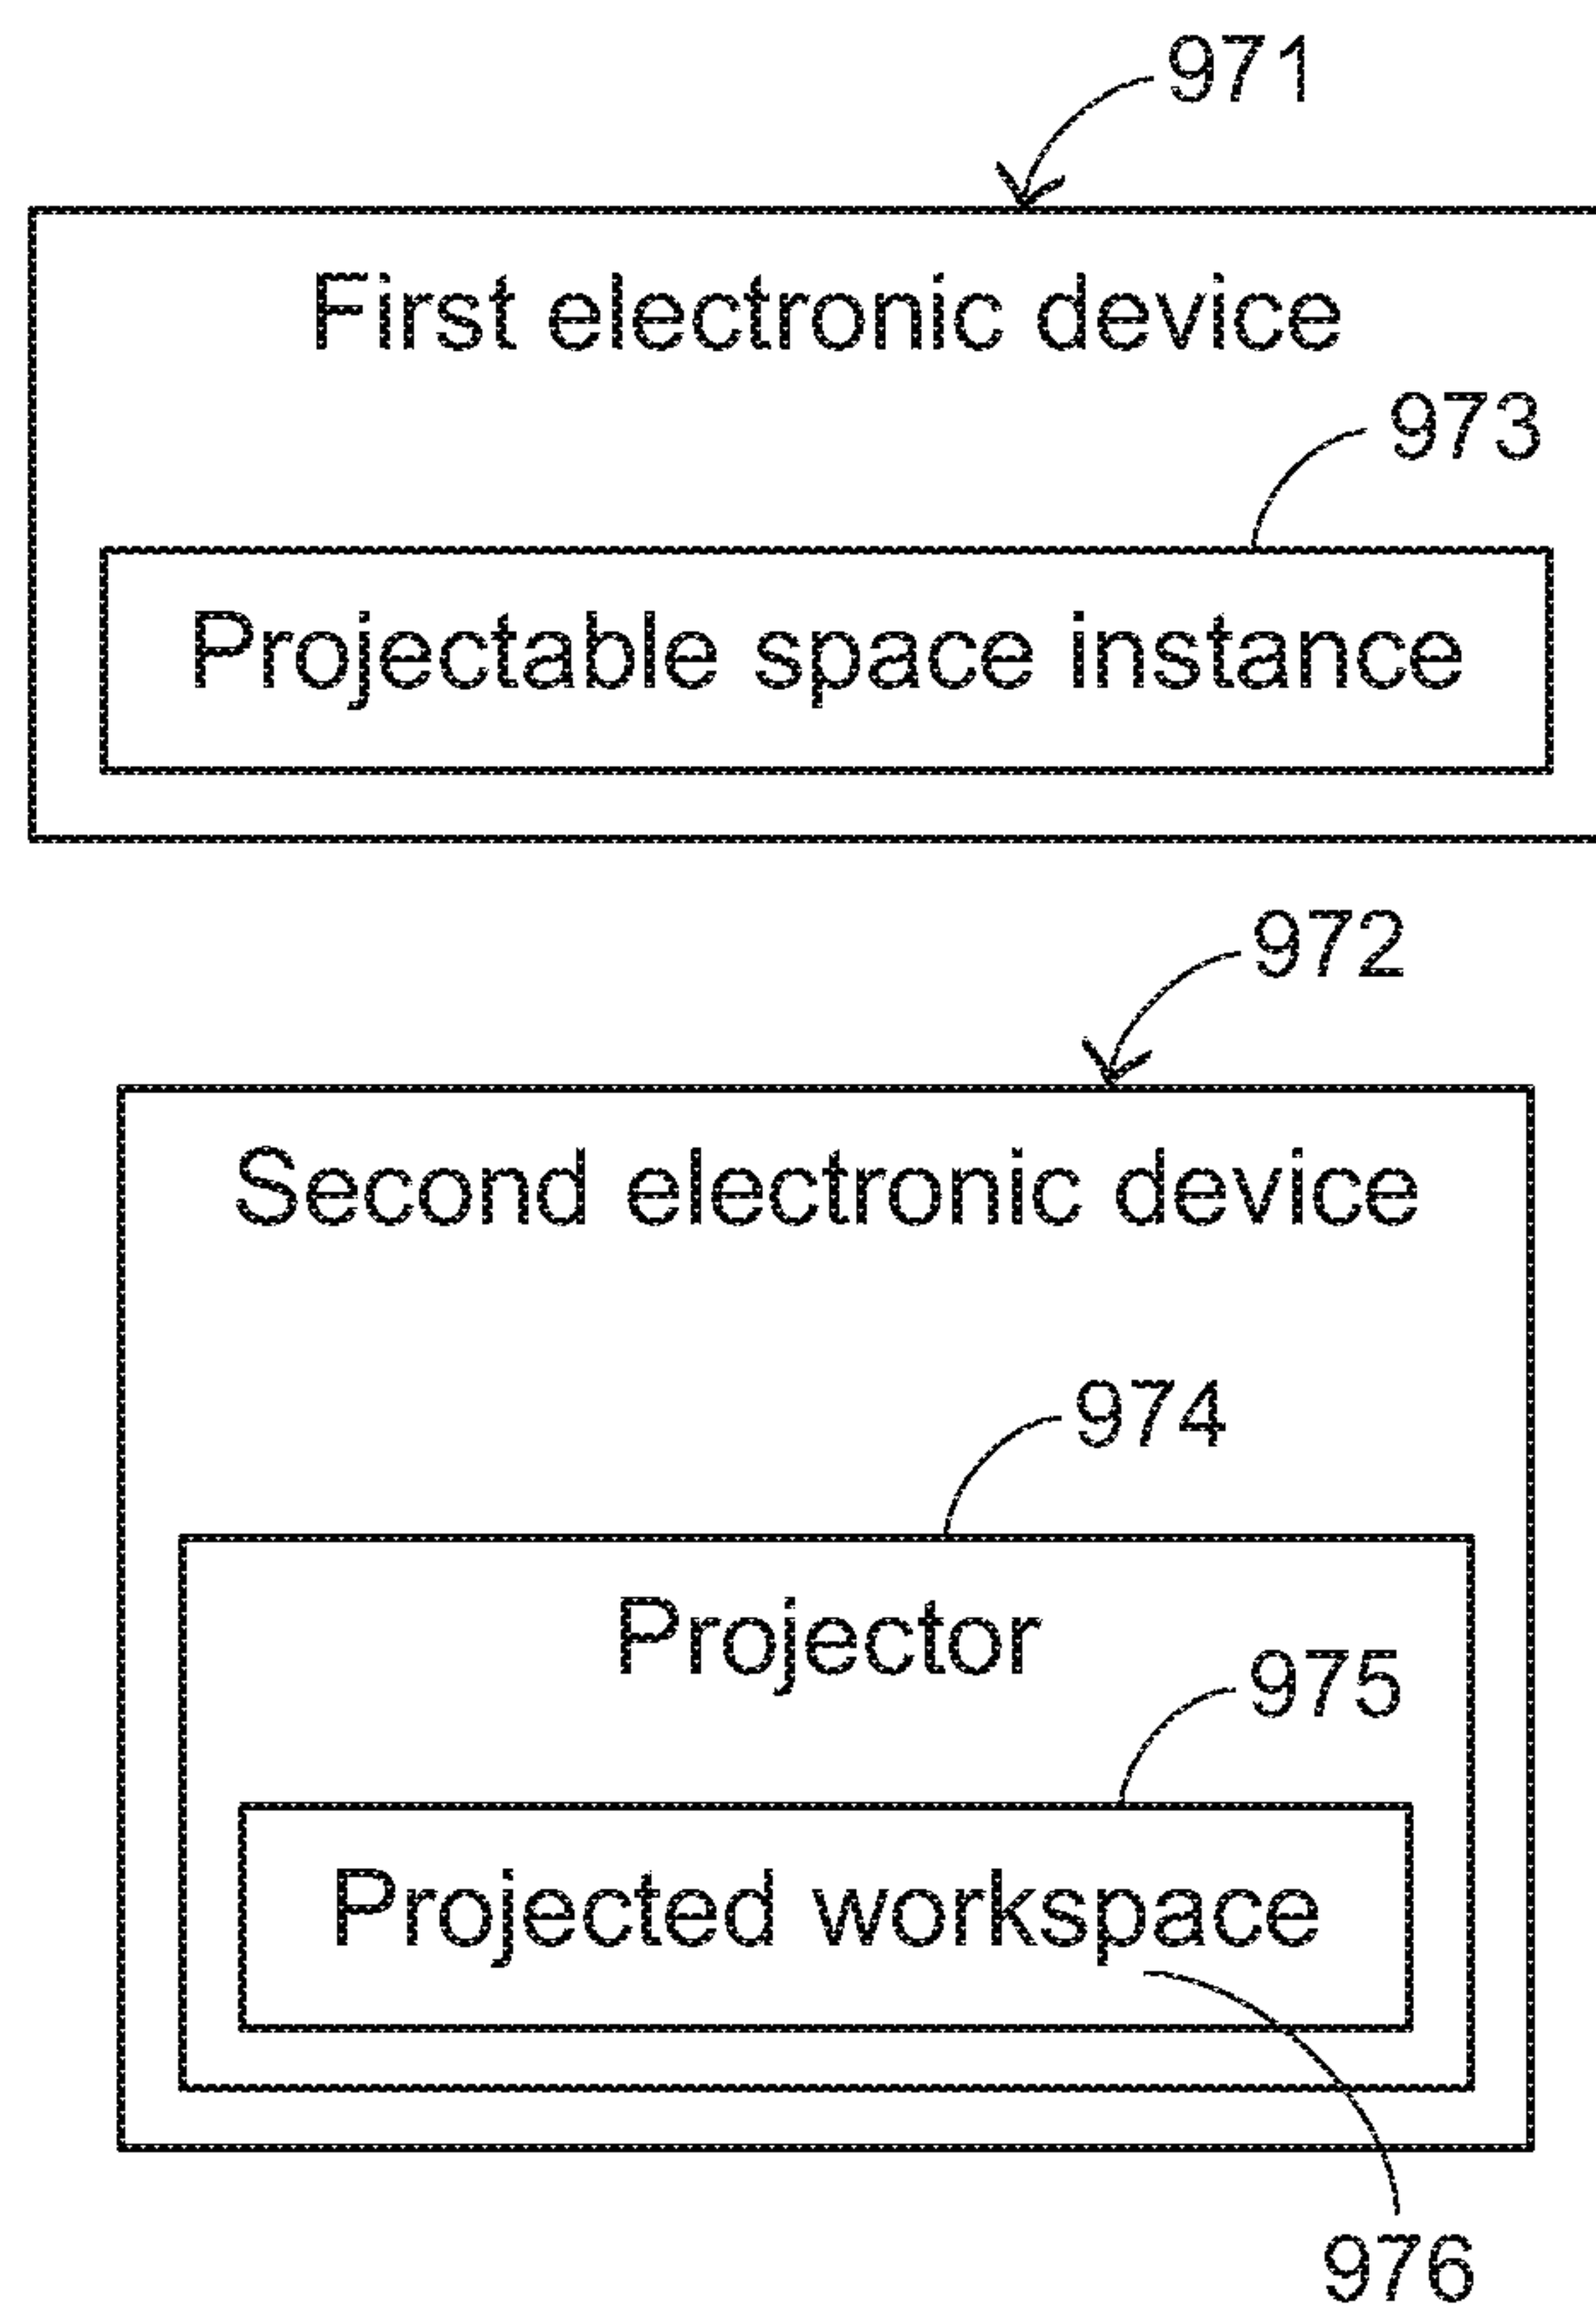 971
First electronic device
973
Projectable space instance
972
Second electronic device
974
Projector
975
Projected workspace
976